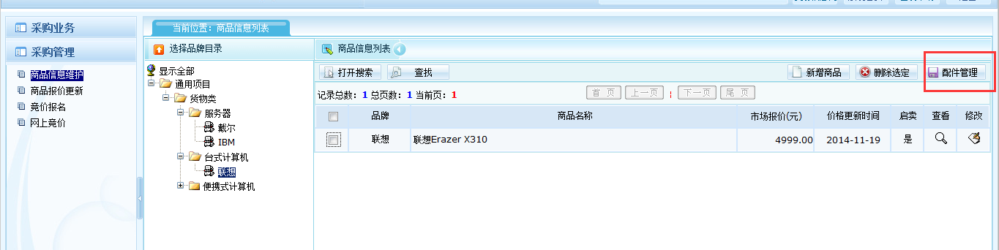 采购业务
采购管理
商品信息维护
商品报价更新
竞价报名
网上竞价
当前位置：商品信息列表
选择品牌目录
显示全部
通用项目
货物类
服务器
戴尔
IBM
台式计算机
联想
便携式计算机
商品信息列表
打开搜索 查找 新增商品 删除选定 配件管理
记录总数：1 总页数：1 当前页：1 首 页 上一页 ¦ 下一页 尾 页
品牌 商品名称 市场报价(元) 价格更新时间 启卖 查看 修改
联想 联想Erazer X310 4999.00 2014-11-19 是